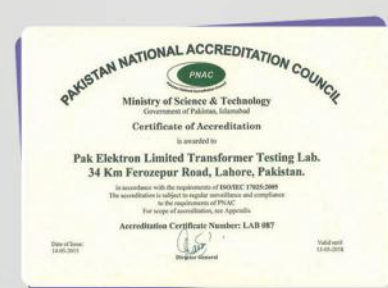 PAKISTAN NATIONAL ACCREDITATION COUNCIL
PNAC
Ministry of Science & Technology
Government of Pakistan, Islamabad
Certificate of Accreditation
is awarded to
Pak Elektron Limited Transformer Testing Lab.
34 Km Ferozepur Road, Lahore, Pakistan.
in accordance with the requirements of ISO/IEC 17025:2005
The accreditation is subject to regular surveillance and compliance
to the requirements of PNAC
For scope of accreditation, see Appendix
Accreditation Certificate Number: LAB 087
Date of Issue:
Valid until
Director General